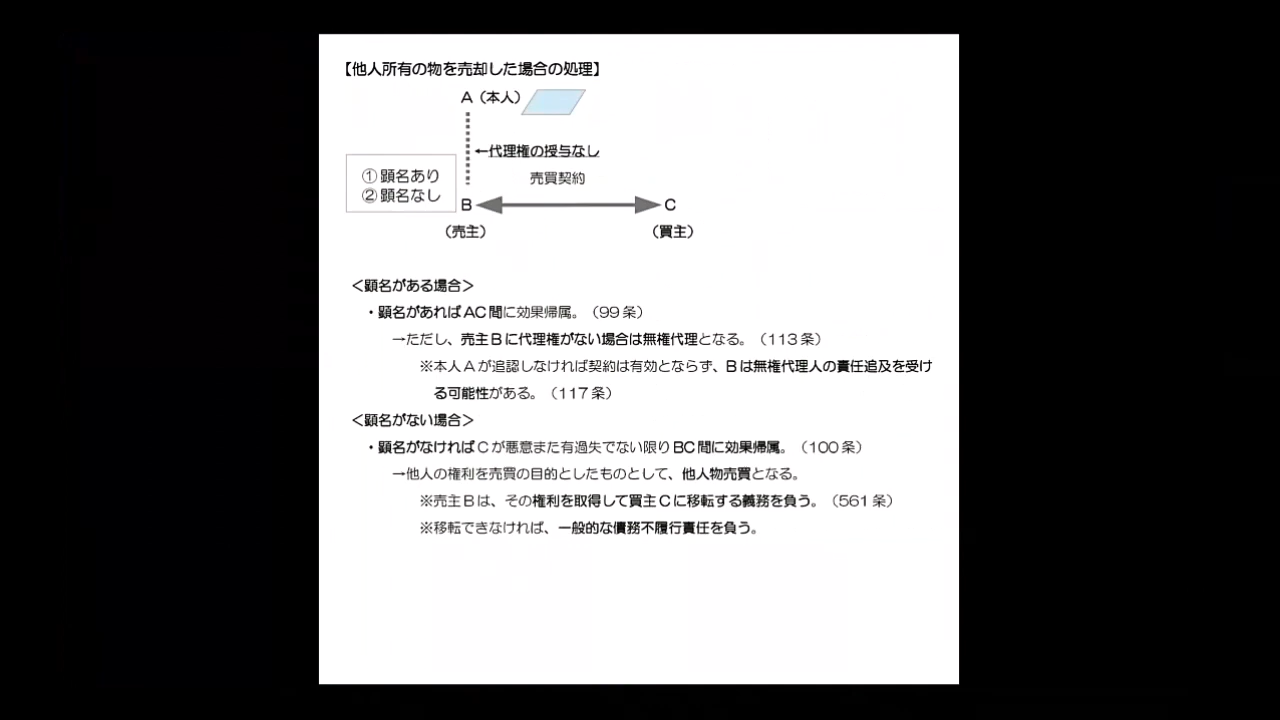 【他人所有の物を売却した場合の処理】
A（本人）
←代理権の授与なし
① 顕名あり
② 顕名なし
売買契約
B
C
（売主）
（買主）
＜顕名がある場合＞
・顕名があればAC間に効果帰属。（99条）
→ただし、売主Bに代理権がない場合は無権代理となる。（113条）
※本人Aが追認しなければ契約は有効とならず、Bは無権代理人の責任追及を受け
る可能性がある。（117条）
＜顕名がない場合＞
・顕名がなければCが悪意また有過失でない限りBC間に効果帰属。（100条）
→他人の権利を売買の目的としたものとして、他人物売買となる。
※売主Bは、その権利を取得して買主Cに移転する義務を負う。（561条）
※移転できなければ、一般的な債務不履行責任を負う。